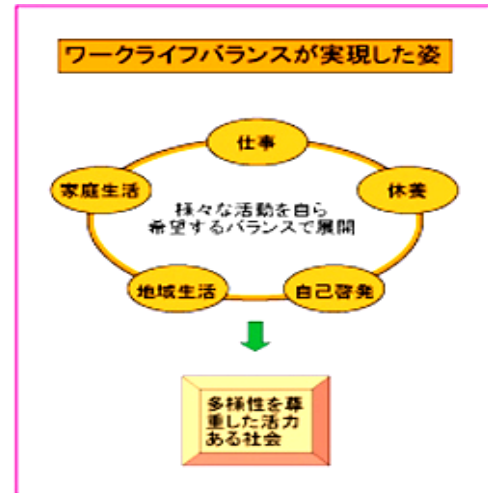 ワークライフバランスが実現した姿
仕事
家庭生活
休養
様々な活動を自ら
希望するバランスで展開
地域生活
自己啓発
多様性を尊
重した活力
ある社会